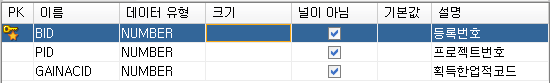 PK 이름 데이터 유형 크기 널이 아님 기본값 설명
BID NUMBER 등록번호
PID NUMBER 프로젝트번호
GAINACID NUMBER 획득한업적코드